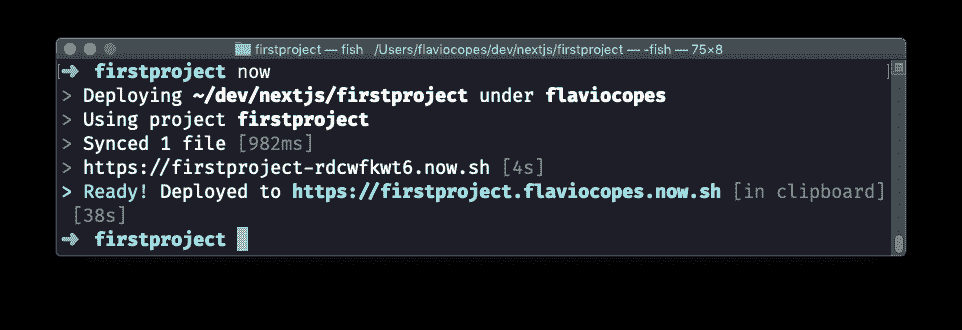 firstproject — fish /Users/flaviocopes/dev/nextjs/firstproject — -fish — 75×8
➜ firstproject now
> Deploying ~/dev/nextjs/firstproject under flaviocopes
> Using project firstproject
> Synced 1 file [982ms]
> https://firstproject-rdcwfkwt6.now.sh [4s]
> Ready! Deployed to https://firstproject.flaviocopes.now.sh [in clipboard]
[38s]
➜ firstproject